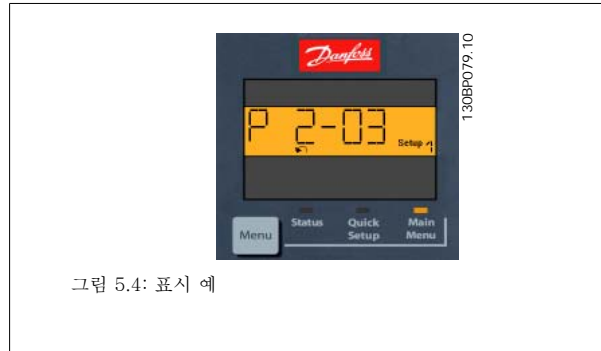 Danfoss
130BP079.10
P 2-03
Setup 1
Status
Quick Setup
Main Menu
Menu
그림 5.4: 표시 예